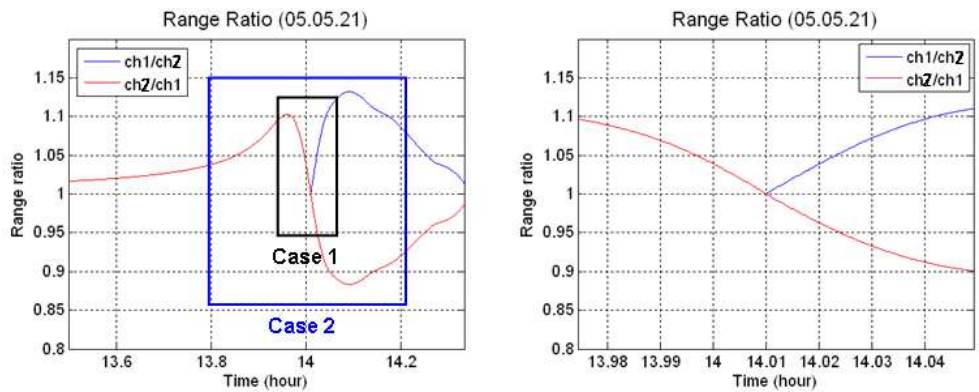 Range Ratio (05.05.21)
ch1/ch2
ch2/ch1
1.15
1.1
1.05
1
0.95
0.9
0.85
0.8
Range ratio
Case 1
Case 2
13.6 13.8 14 14.2
Time (hour)
Range Ratio (05.05.21)
ch1/ch2
ch2/ch1
1.15
1.1
1.05
1
0.95
0.9
0.85
0.8
Range ratio
13.98 13.99 14 14.01 14.02 14.03 14.04
Time (hour)